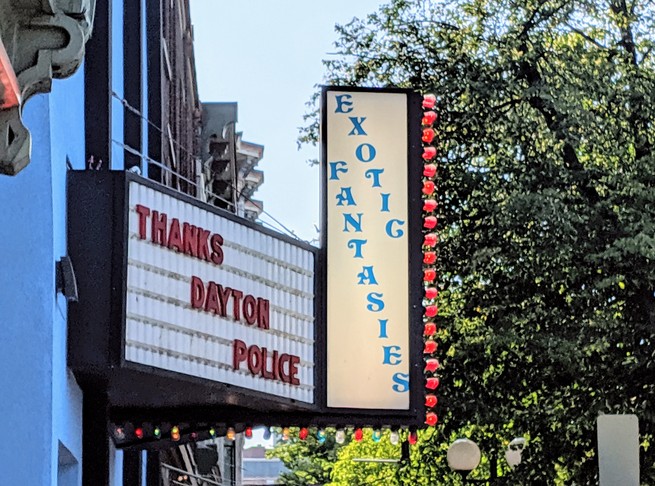 THANKS
DAYTON
POLICE
EXOTIC
FANTASIES